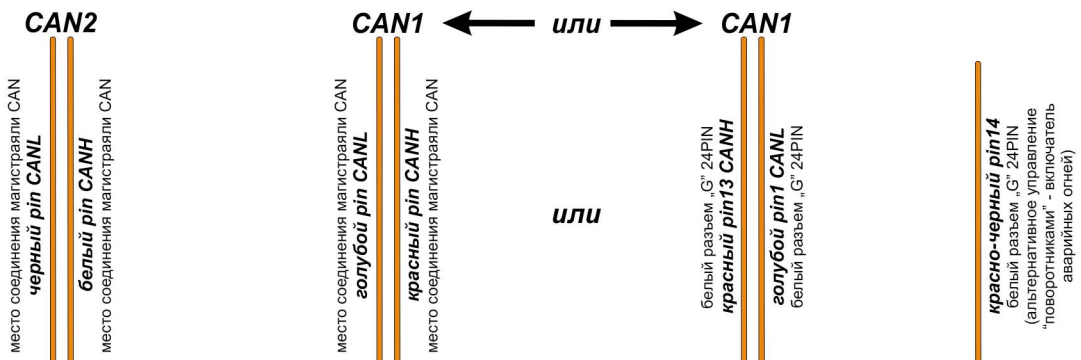 CAN2
CAN1
или
CAN1
место соединения магистраяли CAN
черный pin CANL
белый pin CANH
место соединения магистраяли CAN
место соединения магистраяли CAN
голубой pin CANL
красный pin CANH
место соединения магистраяли CAN
или
белый разъем „G” 24PIN
красный pin13 CANH
голубой pin1 CANL
белый разъем „G” 24PIN
красно-черный pin14
белый разъем „G” 24PIN
(альтернативное управление
“поворотниками” - включатель
аварийных огней)